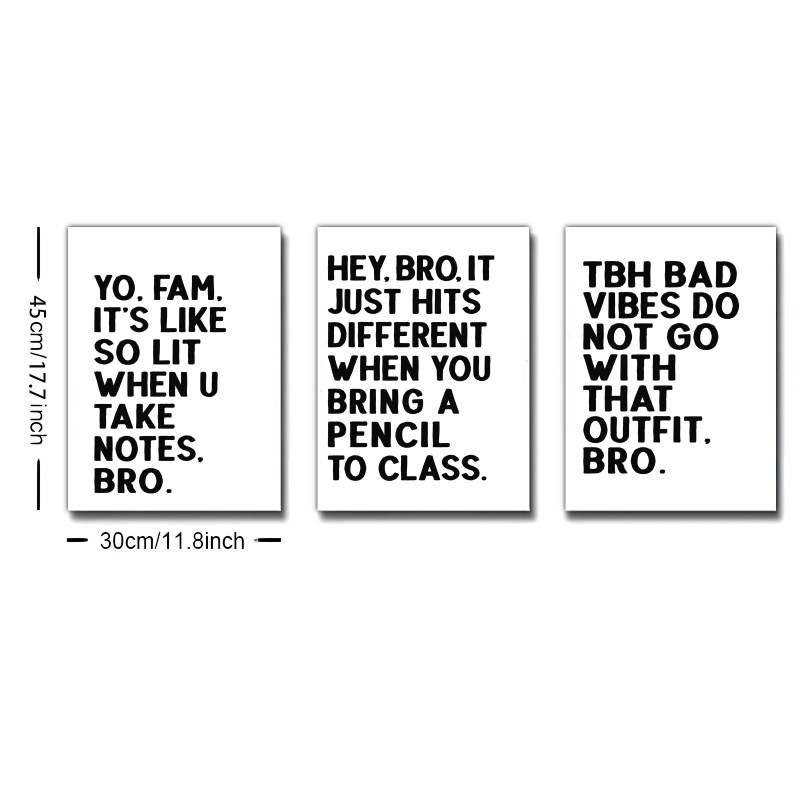 YO, FAM,
IT'S LIKE
SO LIT
WHEN U
TAKE
NOTES,
BRO.
HEY, BRO, IT
JUST HITS
DIFFERENT
WHEN YOU
BRING A
PENCIL
TO CLASS.
TBH BAD
VIBES DO
NOT GO
WITH
THAT
OUTFIT,
BRO.
45cm/17.7inch
30cm/11.8inch